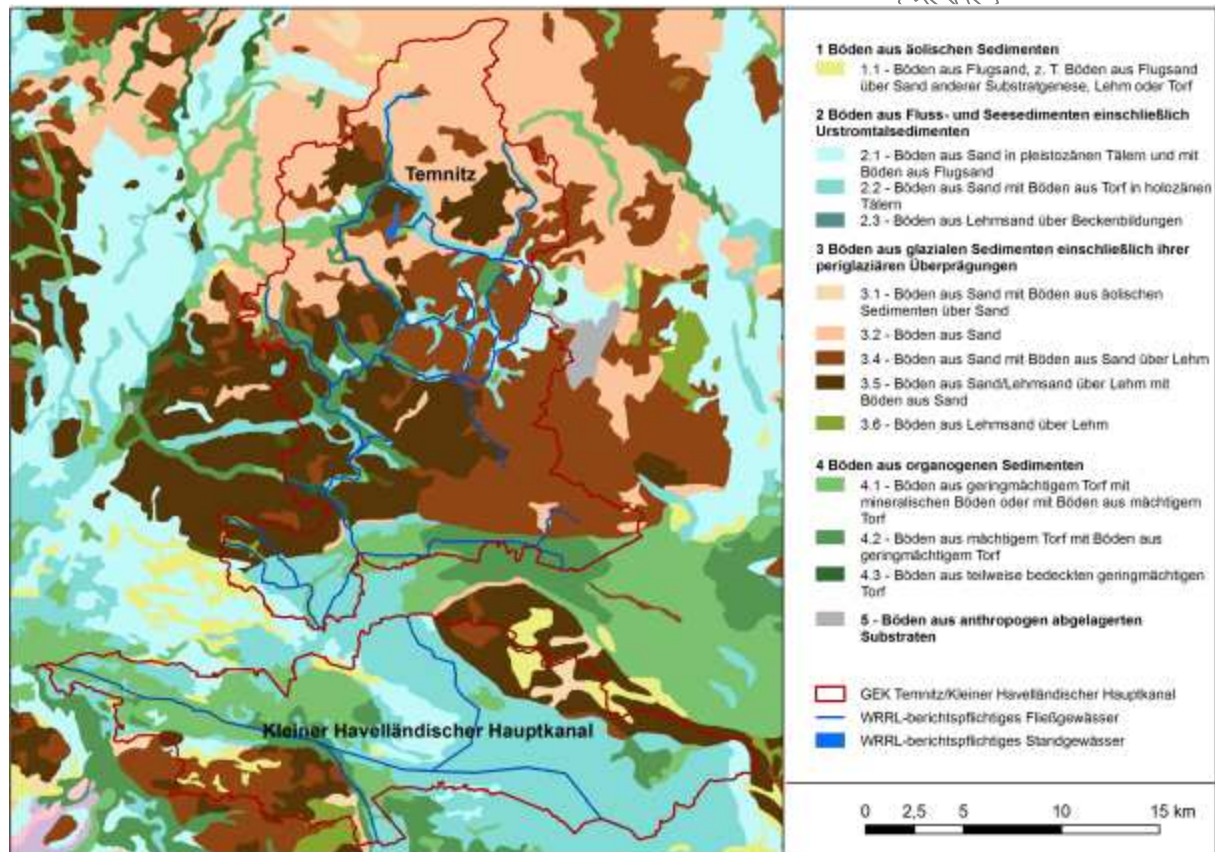 Temnitz
Kleiner Havelländischer Hauptkanal
1 Böden aus äolischen Sedimenten
1.1 - Böden aus Flugsand, z. T. Böden aus Flugsand
über Sand anderer Substratgenese, Lehm oder Torf
2 Böden aus Fluss- und Seesedimenten einschließlich
Urstromtalsedimenten
2.1 - Böden aus Sand in pleistozänen Tälern und mit
Böden aus Flugsand
2.2 - Böden aus Sand mit Böden aus Torf in holozänen
Tälern
2.3 - Böden aus Lehmsand über Beckenbildungen
3 Böden aus glazialen Sedimenten einschließlich ihrer
periglaziären Überprägungen
3.1 - Böden aus Sand mit Böden aus äolischen
Sedimenten über Sand
3.2 - Böden aus Sand
3.4 - Böden aus Sand mit Böden aus Sand über Lehm
3.5 - Böden aus Sand/Lehmsand über Lehm mit
Böden aus Sand
3.6 - Böden aus Lehmsand über Lehm
4 Böden aus organogenen Sedimenten
4.1 - Böden aus geringmächtigem Torf mit
mineralischen Böden oder mit Böden aus mächtigem
Torf
4.2 - Böden aus mächtigem Torf mit Böden aus
geringmächtigem Torf
4.3 - Böden aus teilweise bedeckten geringmächtigen
Torf
5 - Böden aus anthropogen abgelagerten
Substraten
GEK Temnitz/Kleiner Havelländischer Hauptkanal
WRRL-berichtspflichtiges Fließgewässer
WRRL-berichtspflichtiges Standgewässer
0 2,5 5 10 15 km